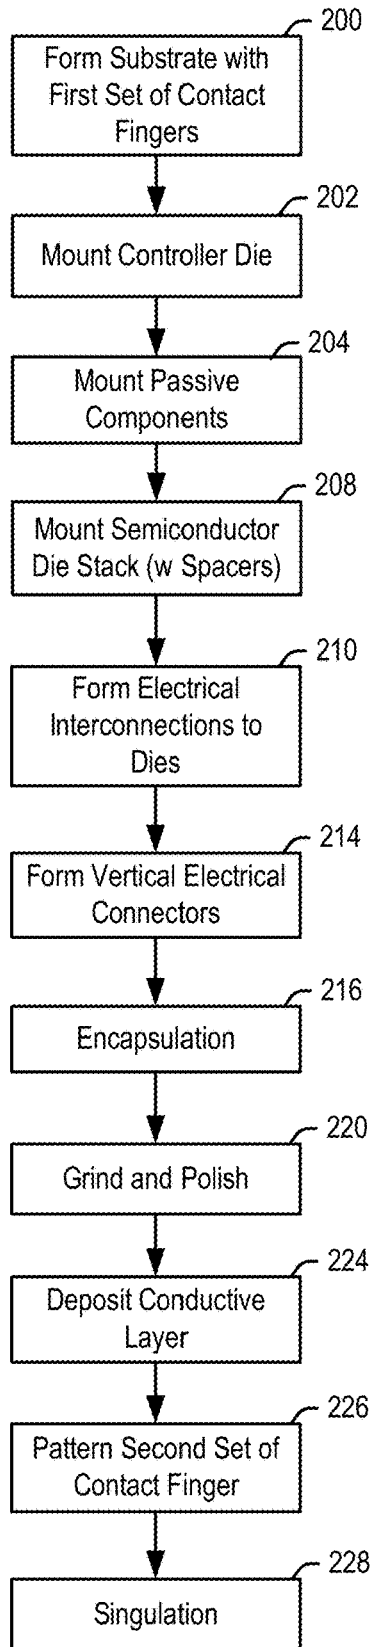 200
Form Substrate with
First Set of Contact
Fingers
202
Mount Controller Die
204
Mount Passive
Components
208
Mount Semiconductor
Die Stack (w Spacers)
210
Form Electrical
Interconnections to
Dies
214
Form Vertical Electrical
Connectors
216
Encapsulation
220
Grind and Polish
224
Deposit Conductive
Layer
226
Pattern Second Set of
Contact Finger
228
Singulation